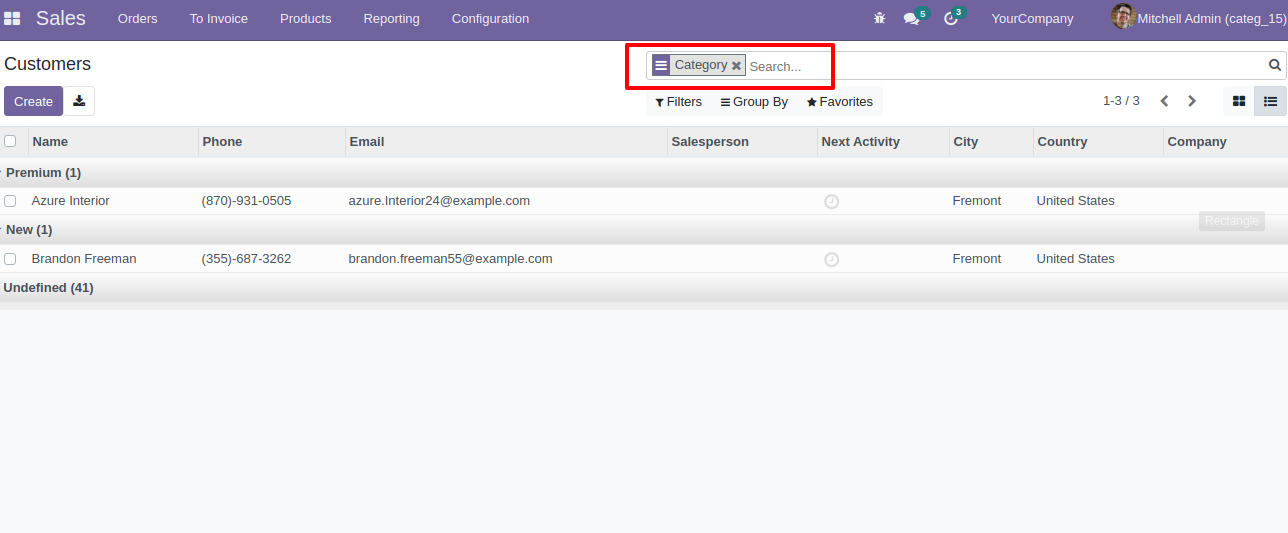 Sales Orders To Invoice Products Reporting Configuration 5 3 YourCompany Mitchell Admin (categ_15)
Customers
Category Search...
Create
Filters Group By Favorites 1-3 / 3
Name Phone Email Salesperson Next Activity City Country Company
Premium (1)
Azure Interior (870)-931-0505 azure.Interior24@example.com Fremont United States
Rectangle
New (1)
Brandon Freeman (355)-687-3262 brandon.freeman55@example.com Fremont United States
Undefined (41)